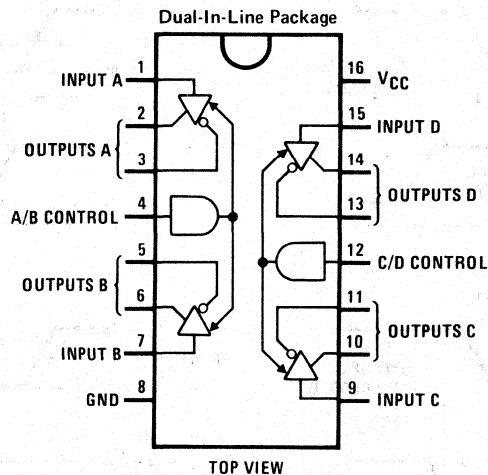 Dual-In-Line Package
INPUT A 1
2
OUTPUTS A
3
A/B CONTROL 4
5
OUTPUTS B
6
INPUT B 7
GND 8
16 VCC
15 INPUT D
14
OUTPUTS D
13
12 C/D CONTROL
11
OUTPUTS C
10
9 INPUT C
TOP VIEW